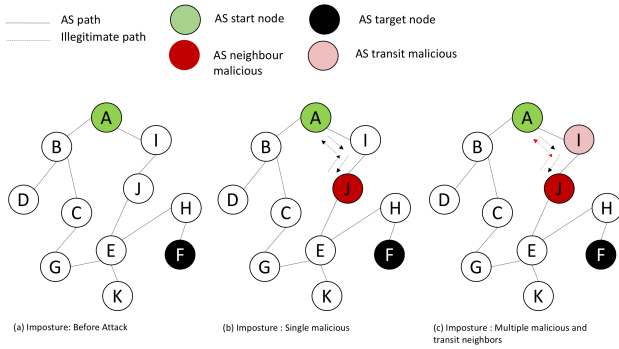 AS path
Illegitimate path
AS start node
AS target node
AS neighbour
malicious
AS transit malicious
A
B
I
D
C
J
H
G
E
F
K
A
B
I
D
C
J
H
G
E
F
K
A
B
I
D
C
J
H
G
E
F
K
(a) Imposture: Before Attack
(b) Imposture : Single malicious
(c) Imposture : Multiple malicious and
transit neighbors